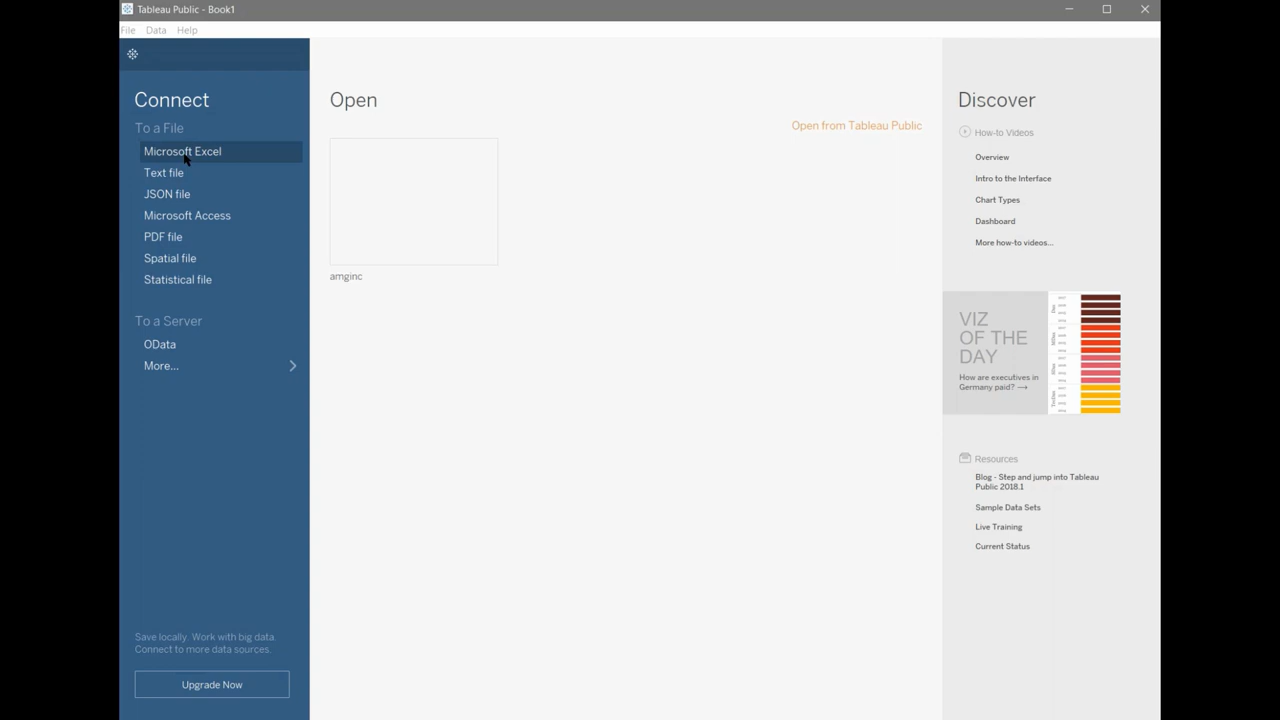 Tableau Public - Book1
File Data Help
Connect
To a File
Microsoft Excel
Text file
JSON file
Microsoft Access
PDF file
Spatial file
Statistical file
To a Server
OData
More...
Save locally. Work with big data.
Connect to more data sources.
Upgrade Now
Open
Open from Tableau Public
amginc
Discover
How-to Videos
Overview
Intro to the Interface
Chart Types
Dashboard
More how-to videos...
VIZ
OF THE
DAY
How are executives in
Germany paid? →
Resources
Blog - Step and jump into Tableau
Public 2018.1
Sample Data Sets
Live Training
Current Status